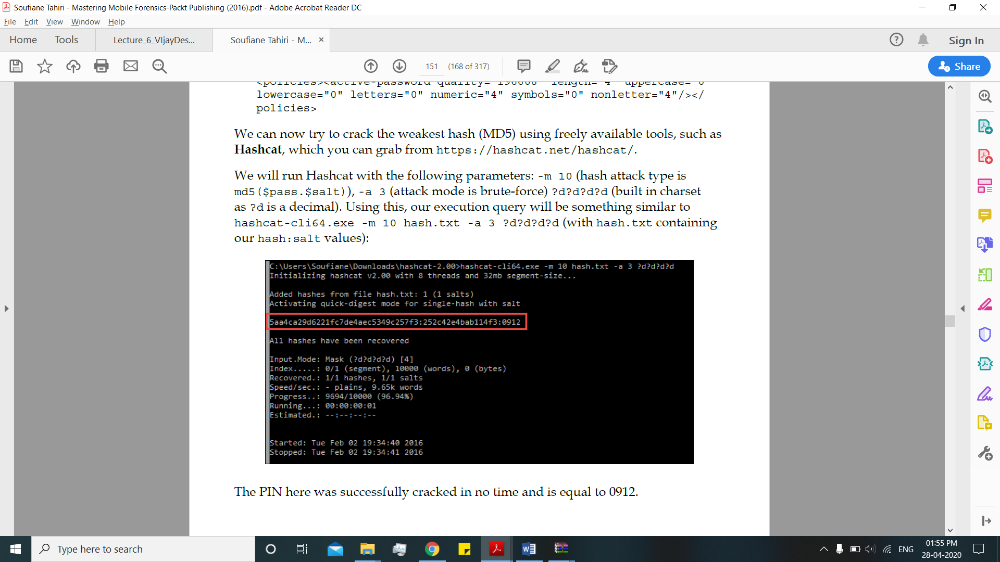 Soufiane Tahiri - Mastering Mobile Forensics-Packt Publishing (2016).pdf - Adobe Acrobat Reader DC
File Edit View Window Help
Home Tools Lecture_6_VIjayDes... Soufiane Tahiri - M... × Sign In
151 (168 of 317) Share
<policies><active-password quality="196608" length="4" uppercase="0"
lowercase="0" letters="0" numeric="4" symbols="0" nonletter="4"/></
policies>
We can now try to crack the weakest hash (MD5) using freely available tools, such as
Hashcat, which you can grab from https://hashcat.net/hashcat/.
We will run Hashcat with the following parameters: -m 10 (hash attack type is
md5($pass.$salt)), -a 3 (attack mode is brute-force) ?d?d?d?d (built in charset
as ?d is a decimal). Using this, our execution query will be something similar to
hashcat-cli64.exe -m 10 hash.txt -a 3 ?d?d?d?d (with hash.txt containing
our hash:salt values):
C:\Users\Soufiane\Downloads\hashcat-2.00>hashcat-cli64.exe -m 10 hash.txt -a 3 ?d?d?d?d
Initializing hashcat v2.00 with 8 threads and 32mb segment-size...
Added hashes from file hash.txt: 1 (1 salts)
Activating quick-digest mode for single-hash with salt
5aa4ca29d6221fc7de4aec5349c257f3:252c42e4bab114f3:0912
All hashes have been recovered
Input.Mode: Mask (?d?d?d?d) [4]
Index.....: 0/1 (segment), 10000 (words), 0 (bytes)
Recovered.: 1/1 hashes, 1/1 salts
Speed/sec.: - plains, 9.65k words
Progress..: 9694/10000 (96.94%)
Running...: 00:00:00:01
Estimated.: --:--:--:--
Started: Tue Feb 02 19:34:40 2016
Stopped: Tue Feb 02 19:34:41 2016
The PIN here was successfully cracked in no time and is equal to 0912.
Type here to search
ENG
01:55 PM
28-04-2020